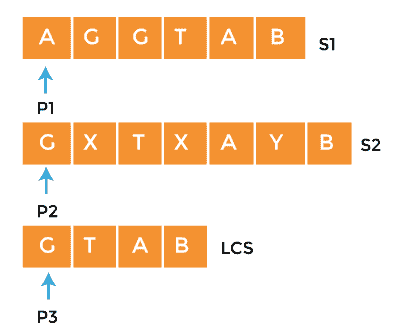 A G G T A B S1
P1
G X T X A Y B S2
P2
G T A B LCS
P3